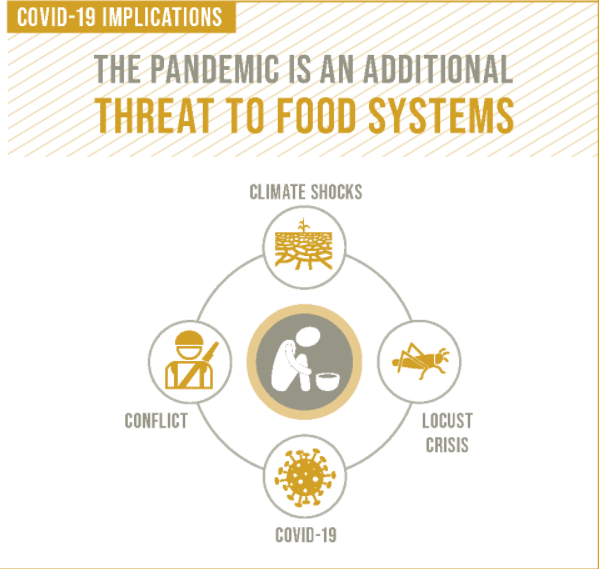 COVID-19 IMPLICATIONS
THE PANDEMIC IS AN ADDITIONAL
THREAT TO FOOD SYSTEMS
CLIMATE SHOCKS
CONFLICT
LOCUST
CRISIS
COVID-19